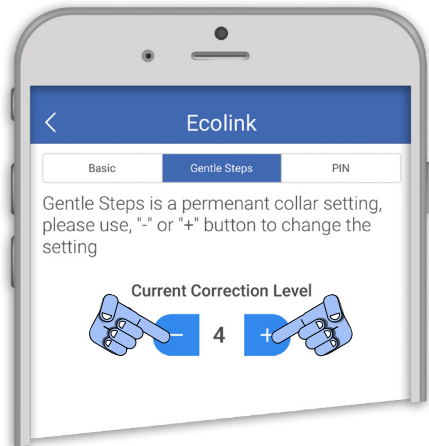 Ecolink
Basic Gentle Steps PIN
Gentle Steps is a permenant collar setting,
please use, "-" or "+" button to change the
setting
Current Correction Level
- 4 +